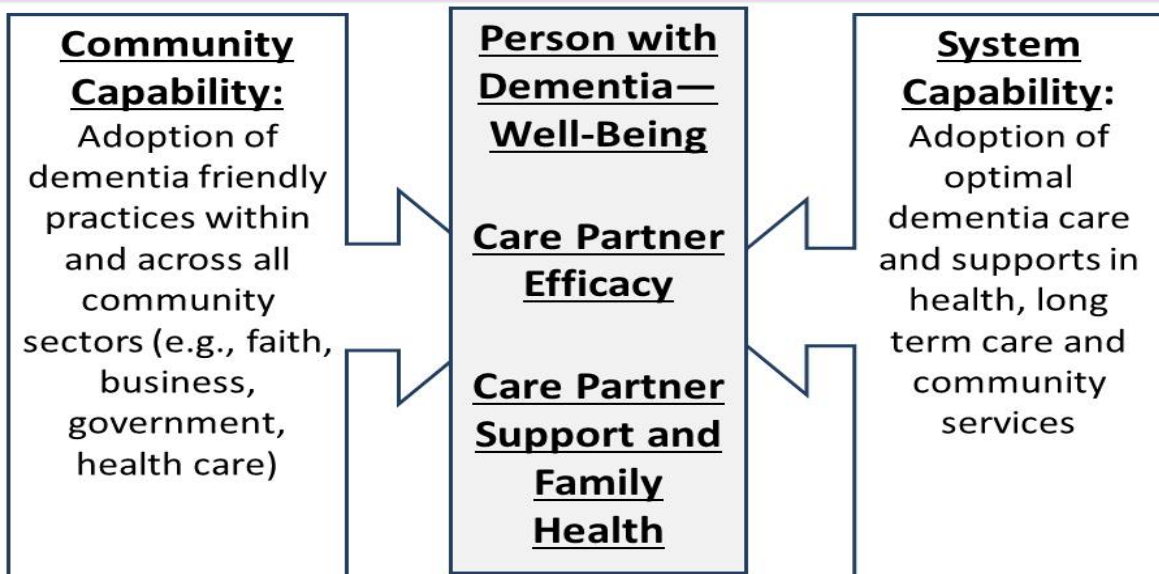 Community
Capability:
Adoption of
dementia friendly
practices within
and across all
community
sectors (e.g., faith,
business,
government,
health care)
Person with
Dementia—
Well-Being
Care Partner
Efficacy
Care Partner
Support and
Family
Health
System
Capability:
Adoption of
optimal
dementia care
and supports in
health, long
term care and
community
services